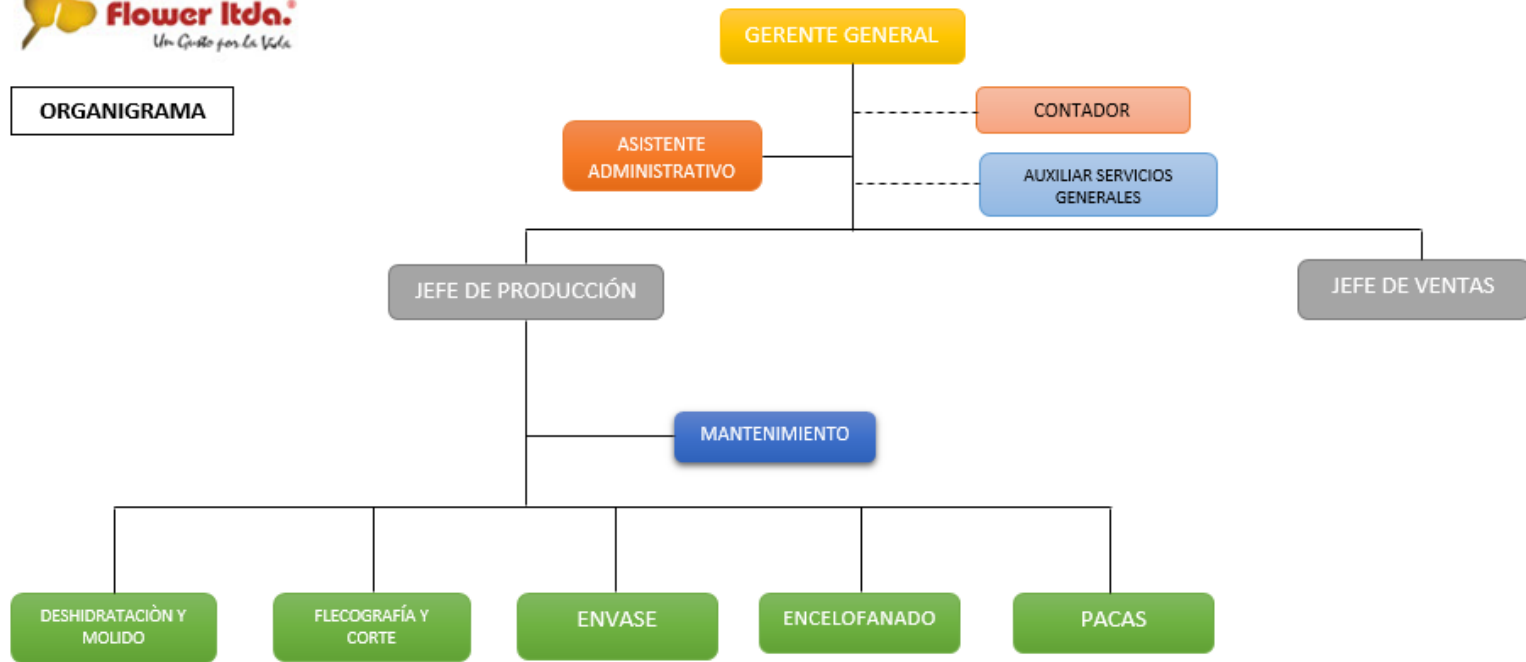 Flower ltda.®
Un Gusto por la Vida
ORGANIGRAMA
GERENTE GENERAL
CONTADOR
ASISTENTE
ADMINISTRATIVO
AUXILIAR SERVICIOS
GENERALES
JEFE DE PRODUCCIÓN
JEFE DE VENTAS
MANTENIMIENTO
DESHIDRATACIÒN Y
MOLIDO
FLECOGRAFÍA Y
CORTE
ENVASE
ENCELOFANADO
PACAS